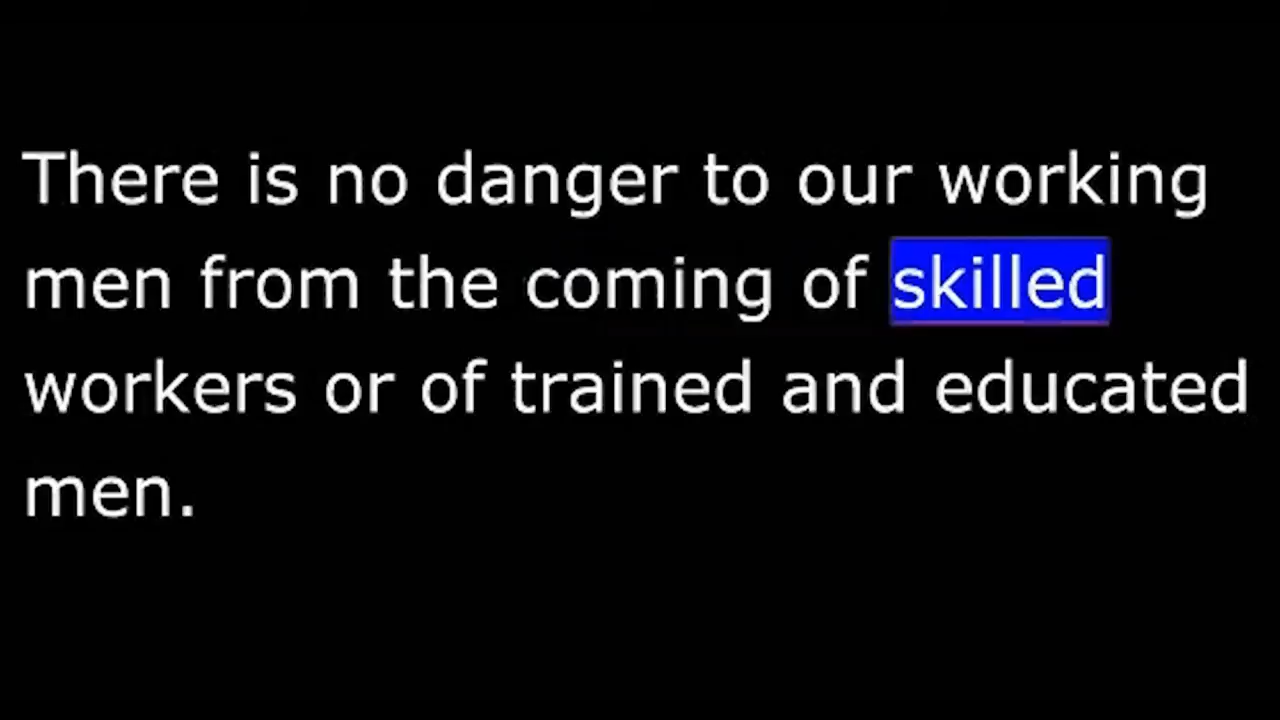 There is no danger to our working
men from the coming of skilled
workers or of trained and educated
men.